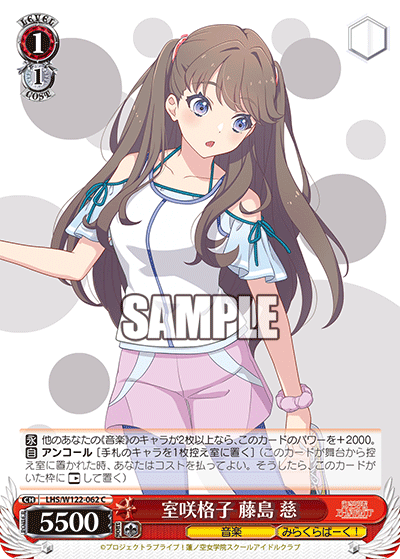 LEVEL
1
1
COST
SAMPLE
永 他のあなたの《音楽》のキャラが2枚以上なら、このカードのパワーを＋2000。
自 アンコール [手札のキャラを1枚控え室に置く] (このカードが舞台から控
え室に置かれた時、あなたはコストを払ってよい。そうしたら、このカードが
いた枠に□レストして置く)
CH LHS/W122-062 C
5500
室咲格子 藤島 慈
音楽 みらくらぱーく！
©プロジェクトラブライブ！蓮ノ空女学院スクールアイドルクラブ